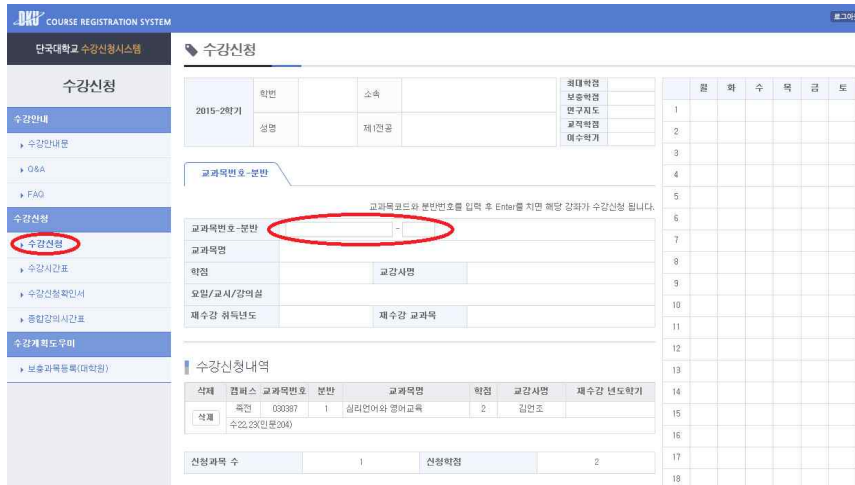 DKU COURSE REGISTRATION SYSTEM
단국대학교 수강신청시스템
수강신청
수강안내
수강안내문
Q&A
FAQ
수강신청
수강신청
수강시간표
수강신청확인서
종합강의시간표
수강계획도우미
보충과목등록(대학원)
로그아
수강신청
2015-2학기
학번
소속
성명
제1전공
최대학점
보충학점
연구지도
교직학점
이수학기
교과목번호-분반
교과목코드와 분반번호를 입력 후 Enter를 치면 해당 강좌가 수강신청 됩니다.
교과목번호-분반 -
교과목명
학점 교강사명
요일/교시/강의실
재수강 취득년도 재수강 교과목
수강신청내역
삭제 캠퍼스 교과목번호 분반 교과목명 학점 교강사명 재수강 년도학기
삭제 죽전 030387 1 심리언어와 영어교육 2 김언조
수22,23(인문204)
신청과목 수 1 신청학점 2
월 화 수 목 금 토
1
2
3
4
5
6
7
8
9
10
11
12
13
14
15
16
17
18